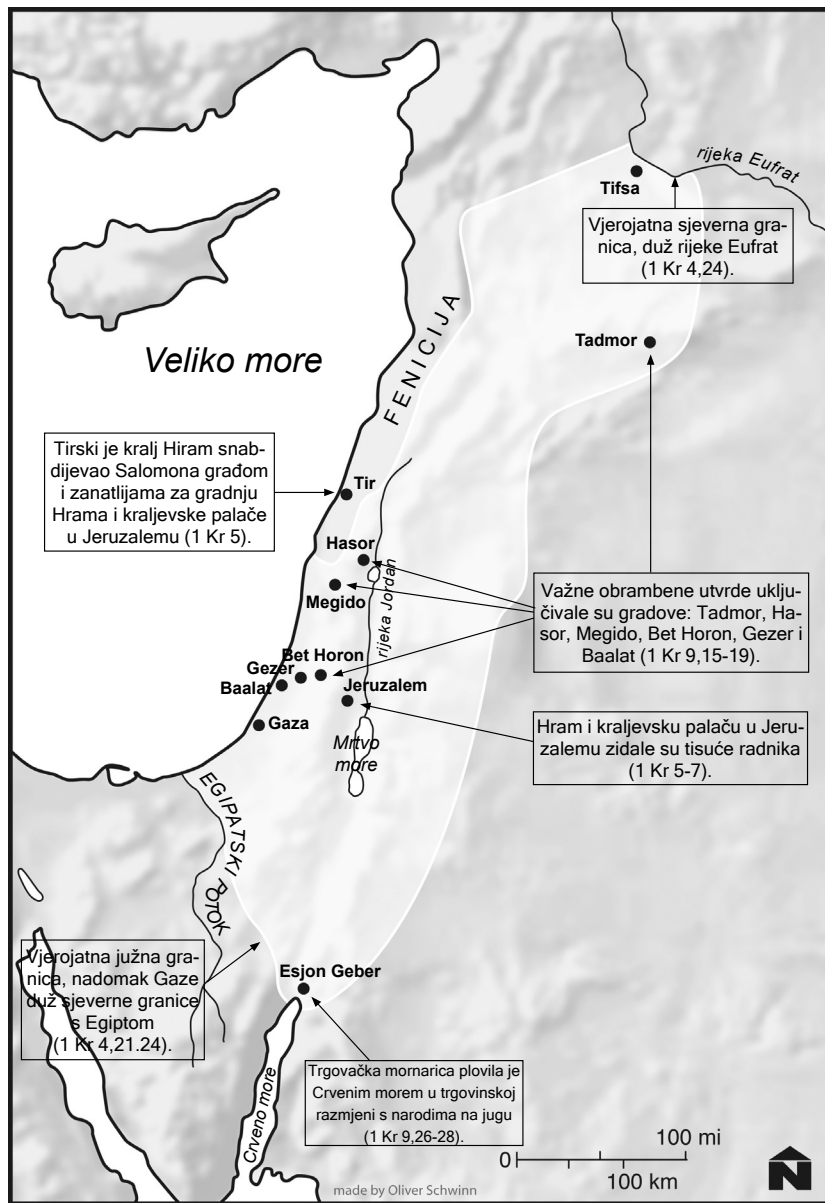 rijeka Eufrat
Tifsa
Vjerojatna sjeverna gra-
nica, duž rijeke Eufrat
(1 Kr 4,24).
FENICIJA
Tadmor
Veliko more
Tirski je kralj Hiram snab-
dijevao Salomona građom
i zanatlijama za gradnju
Hrama i kraljevske palače
u Jeruzalemu (1 Kr 5).
Tir
Hasor
Megido
rijeka Jordan
Važne obrambene utvrde uklju-
čivale su gradove: Tadmor, Ha-
sor, Megido, Bet Horon, Gezer i
Baalat (1 Kr 9,15-19).
Bet Horon
Gezer
Baalat
Jeruzalem
Gaza
Mrtvo
more
Hram i kraljevsku palaču u Jeru-
zalemu zidale su tisuće radnika
(1 Kr 5-7).
EGIPATSKI POTOK
Vjerojatna južna gra-
nica, nadomak Gaze
duž sjeverne granice
s Egiptom
(1 Kr 4,21.24).
Esjon Geber
Trgovačka mornarica plovila je
Crvenim morem u trgovinskoj
razmjeni s narodima na jugu
(1 Kr 9,26-28).
Crveno more
100 mi
0
100 km
N
made by Oliver Schwinn